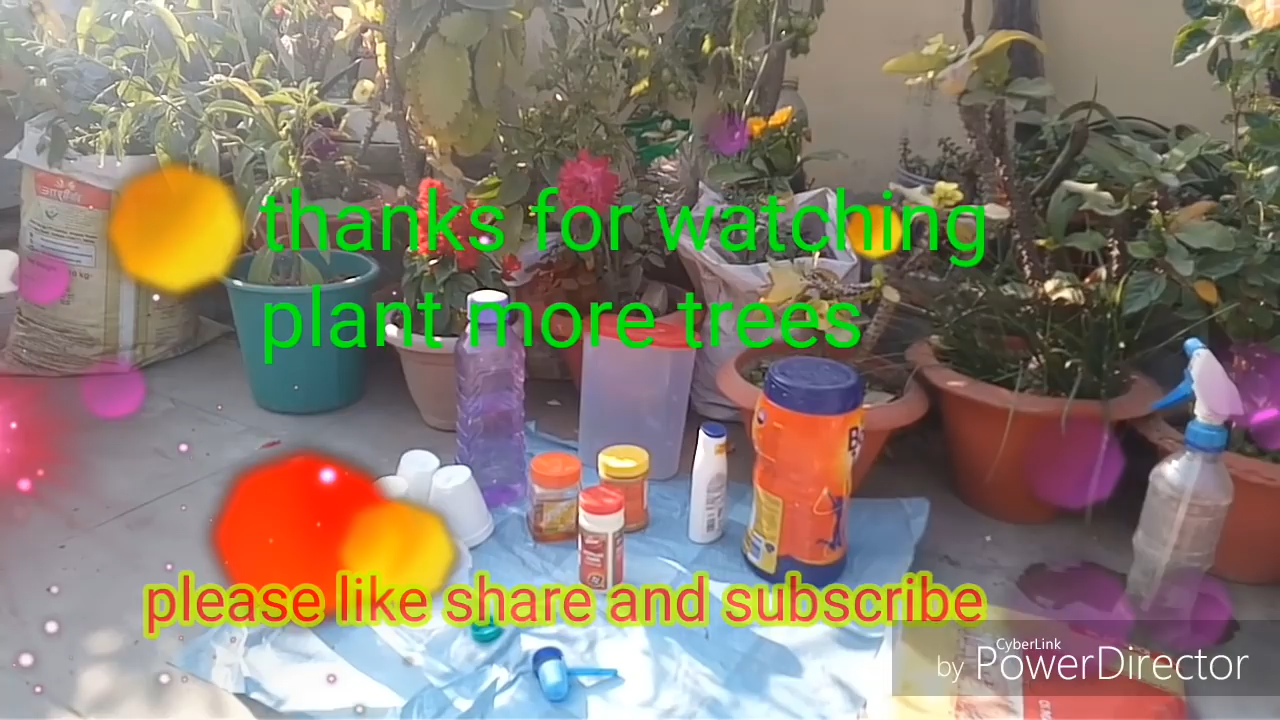 thanks for watching
plant more trees
please like share and subscribe
CyberLink
by PowerDirector